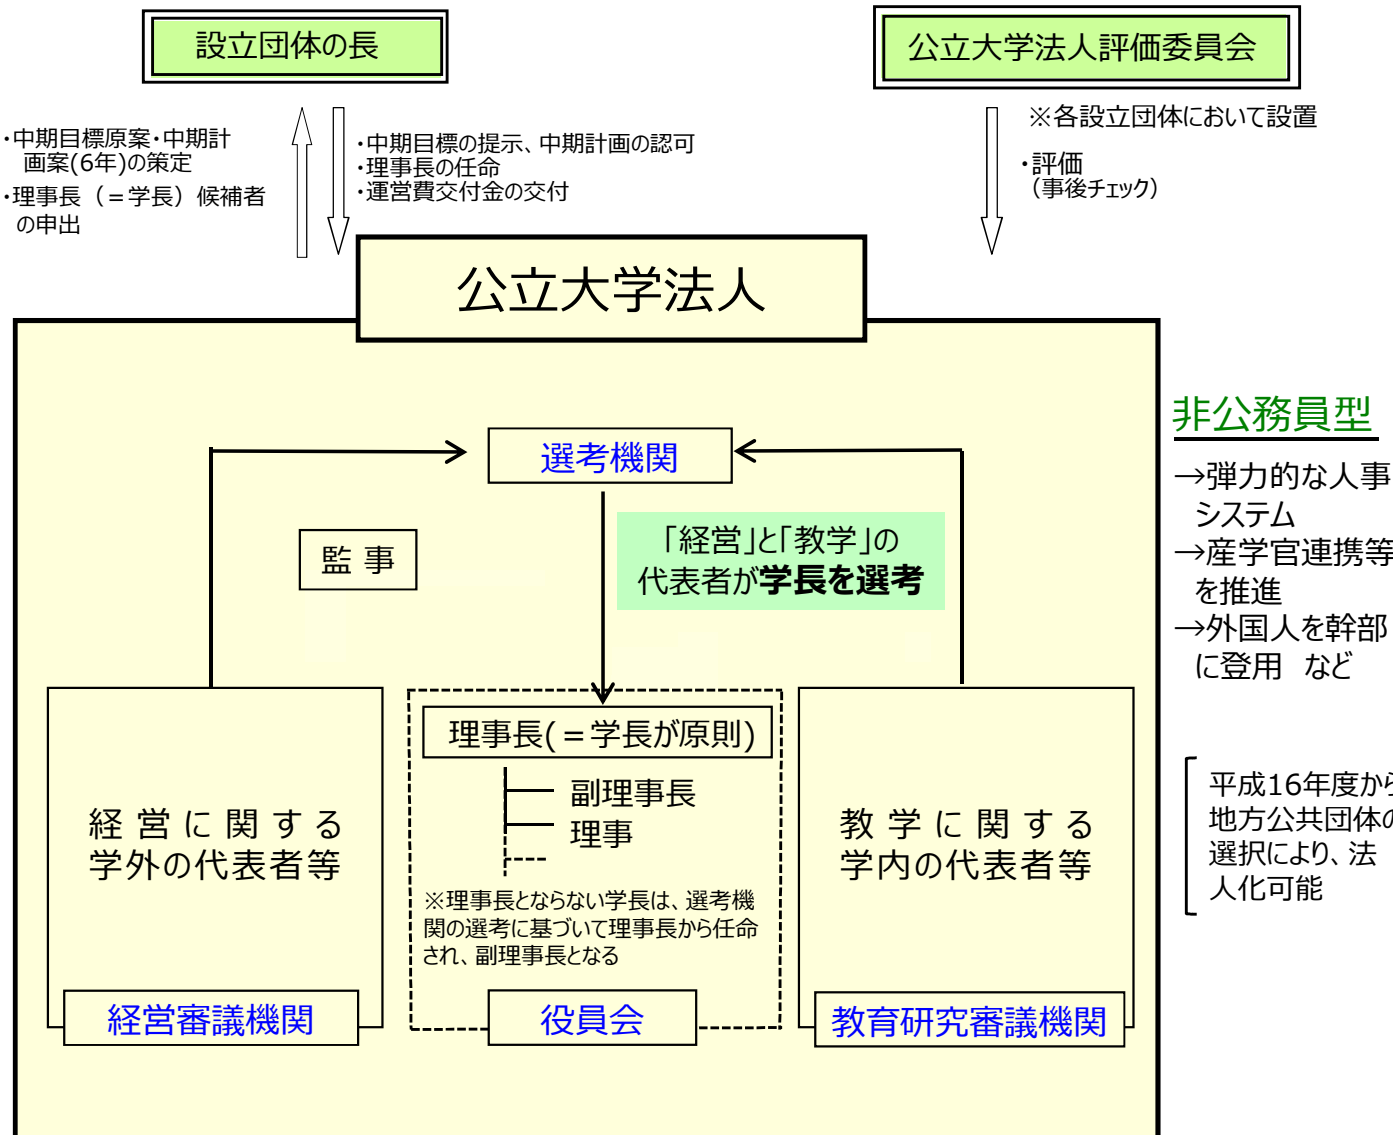 設立団体の長
公立大学法人評価委員会
・中期目標原案・中期計
画案(6年)の策定
・理事長（＝学長）候補者
の申出
・中期目標の提示、中期計画の認可
・理事長の任命
・運営費交付金の交付
※各設立団体において設置
・評価
（事後チェック）
公立大学法人
選考機関
監 事
「経営」と「教学」の
代表者が学長を選考
理事長(＝学長が原則)
副理事長
理事
※理事長とならない学長は、選考機
関の選考に基づいて理事長から任命
され、副理事長となる
役員会
経 営 に 関 す る
学外の代表者等
経営審議機関
教 学 に 関 す る
学内の代表者等
教育研究審議機関
非公務員型
→弾力的な人事
システム
→産学官連携等
を推進
→外国人を幹部
に登用　など
平成16年度から
地方公共団体の
選択により、法
人化可能